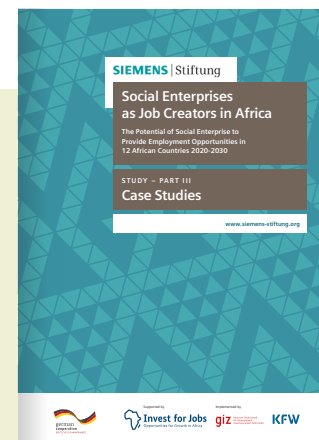 SIEMENS | Stiftung
Social Enterprises
as Job Creators in Africa
The Potential of Social Enterprise to
Provide Employment Opportunities in
12 African Countries 2020-2030
STUDY – PART III
Case Studies
www.siemens-stiftung.org
Supported by
Implemented by
german
cooperation
Invest for Jobs
Opportunities for Growth in Africa
giz
KFW